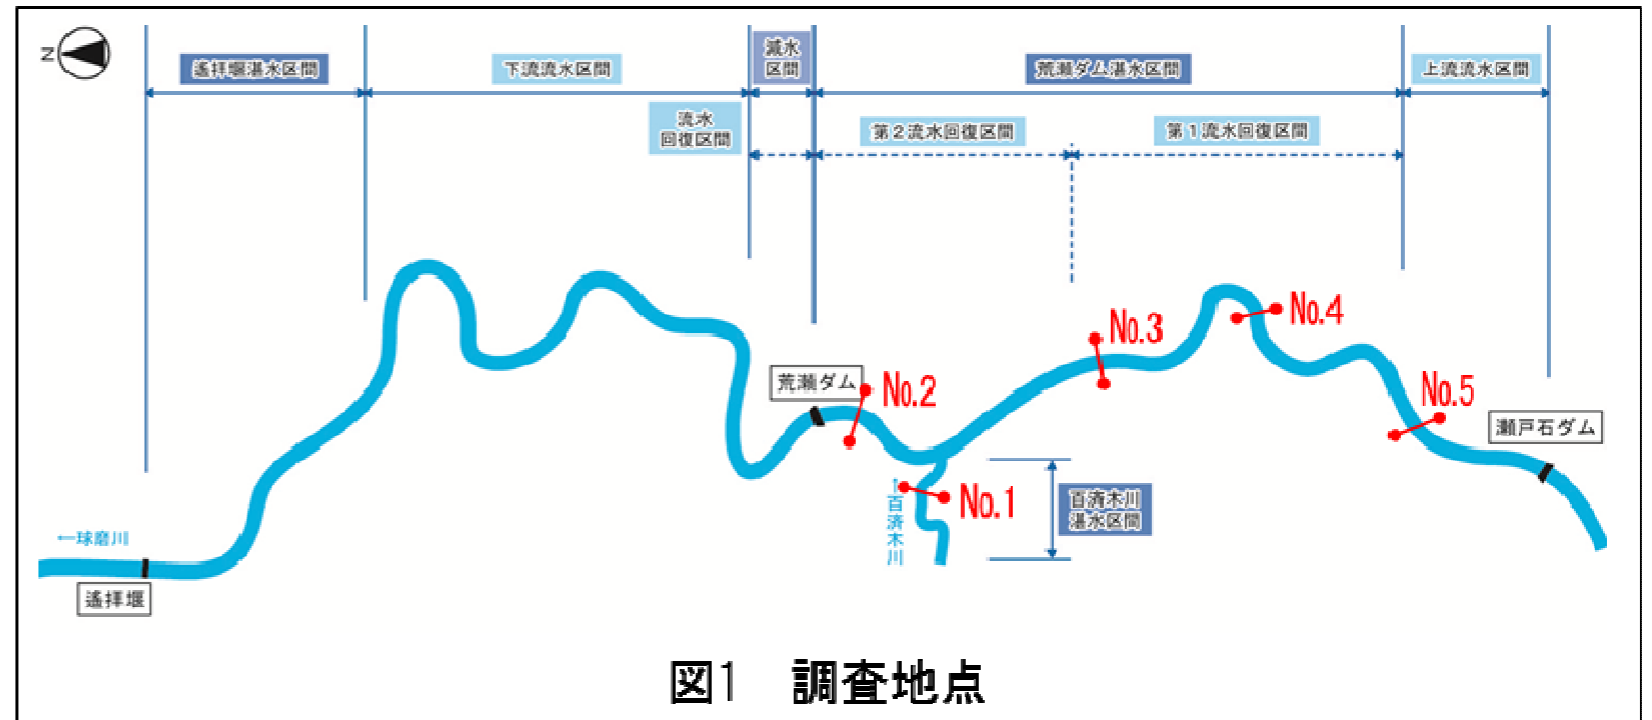 N
遙拝堰湛水区間
下流流水区間
減水
区間
荒瀬ダム湛水区間
上流流水区間
流水
回復区間
第2流水回復区間
第1流水回復区間
No.4
No.3
荒瀬ダム
No.2
No.5
瀬戸石ダム
←百済木川
No.1
百済木川
湛水区間
←球磨川
遙拝堰
図1 調査地点